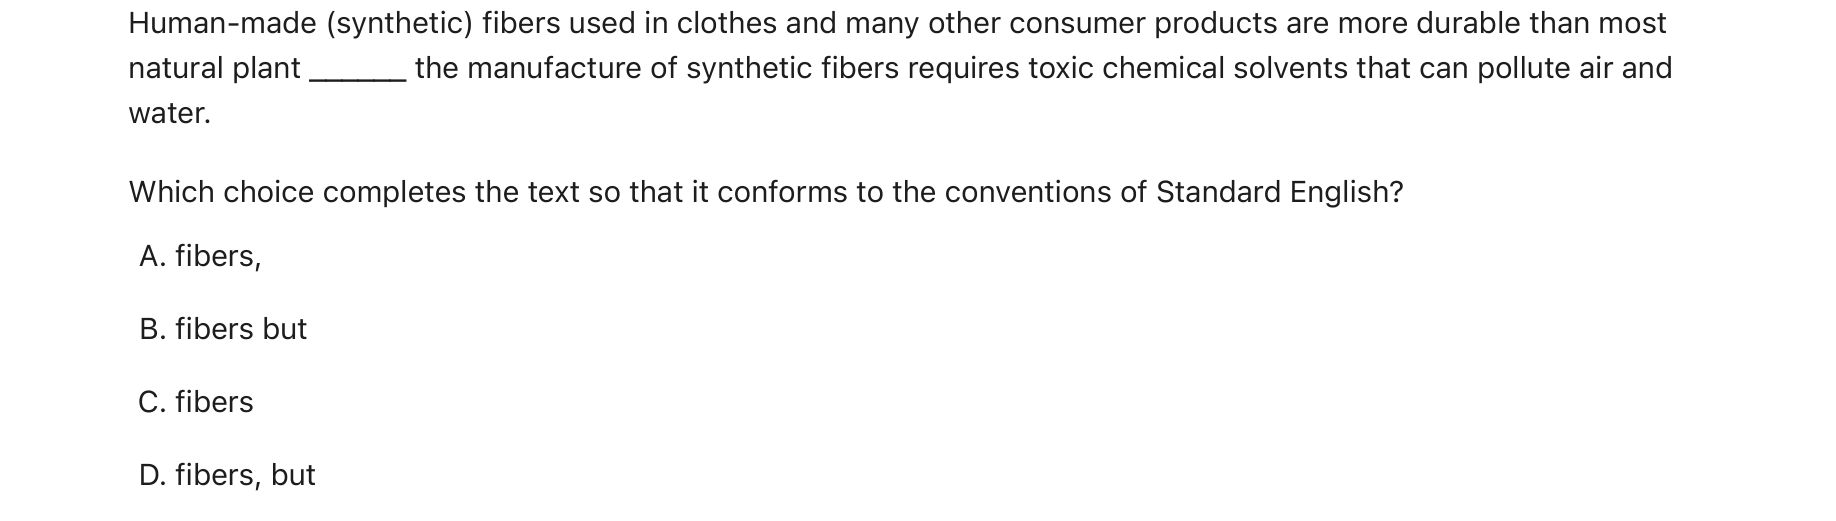 Human-made (synthetic) fibers used in clothes and many other consumer products are more durable than most
natural plant ______ the manufacture of synthetic fibers requires toxic chemical solvents that can pollute air and
water.
Which choice completes the text so that it conforms to the conventions of Standard English?
A. fibers,
B. fibers but
C. fibers
D. fibers, but